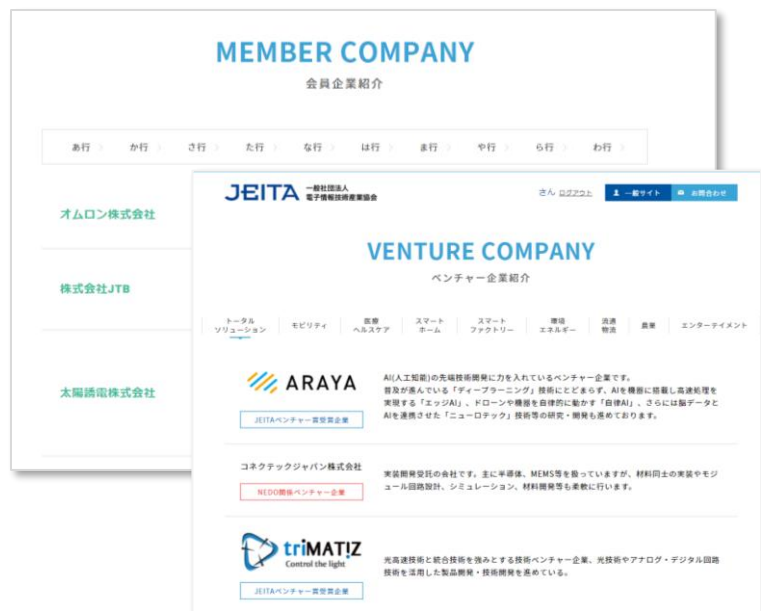 MEMBER COMPANY
会員企業紹介
あ行
か行
さ行
た行
な行
は行
ま行
や行
ら行
わ行
オムロン株式会社
株式会社JTB
太陽誘電株式会社
JEITA 一般社団法人
電子情報技術産業協会
さん ログアウト
一般サイト
お問合わせ
VENTURE COMPANY
ベンチャー企業紹介
トータル
ソリューション
モビリティ
医療
ヘルスケア
スマート
ホーム
スマート
ファクトリー
環境
エネルギー
流通
物流
農業
エンターテイメント
ARAYA
JEITAベンチャー賞受賞企業
AI(人工知能)の先端技術開発に力を入れているベンチャー企業です。
普及が進んでいる「ディープラーニング」技術にとどまらず、AIを機器に搭載し高速処理を
実現する「エッジAI」、ドローンや機器を自律的に動かす「自律AI」、さらには脳データと
AIを連携させた「ニューロテック」技術等の研究・開発も進めております。
コネクテックジャパン株式会社
NEDO関係ベンチャー企業
実装開発受託の会社です。主に半導体、MEMS等を扱っていますが、材料同士の実装やモジ
ュール回路設計、シミュレーション、材料開発等も柔軟に行います。
triMATiZ
Control the light
JEITAベンチャー賞受賞企業
光高速技術と統合技術を強みとする技術ベンチャー企業、光技術やアナログ・デジタル回路
技術を活用した製品開発・技術開発を進めている。